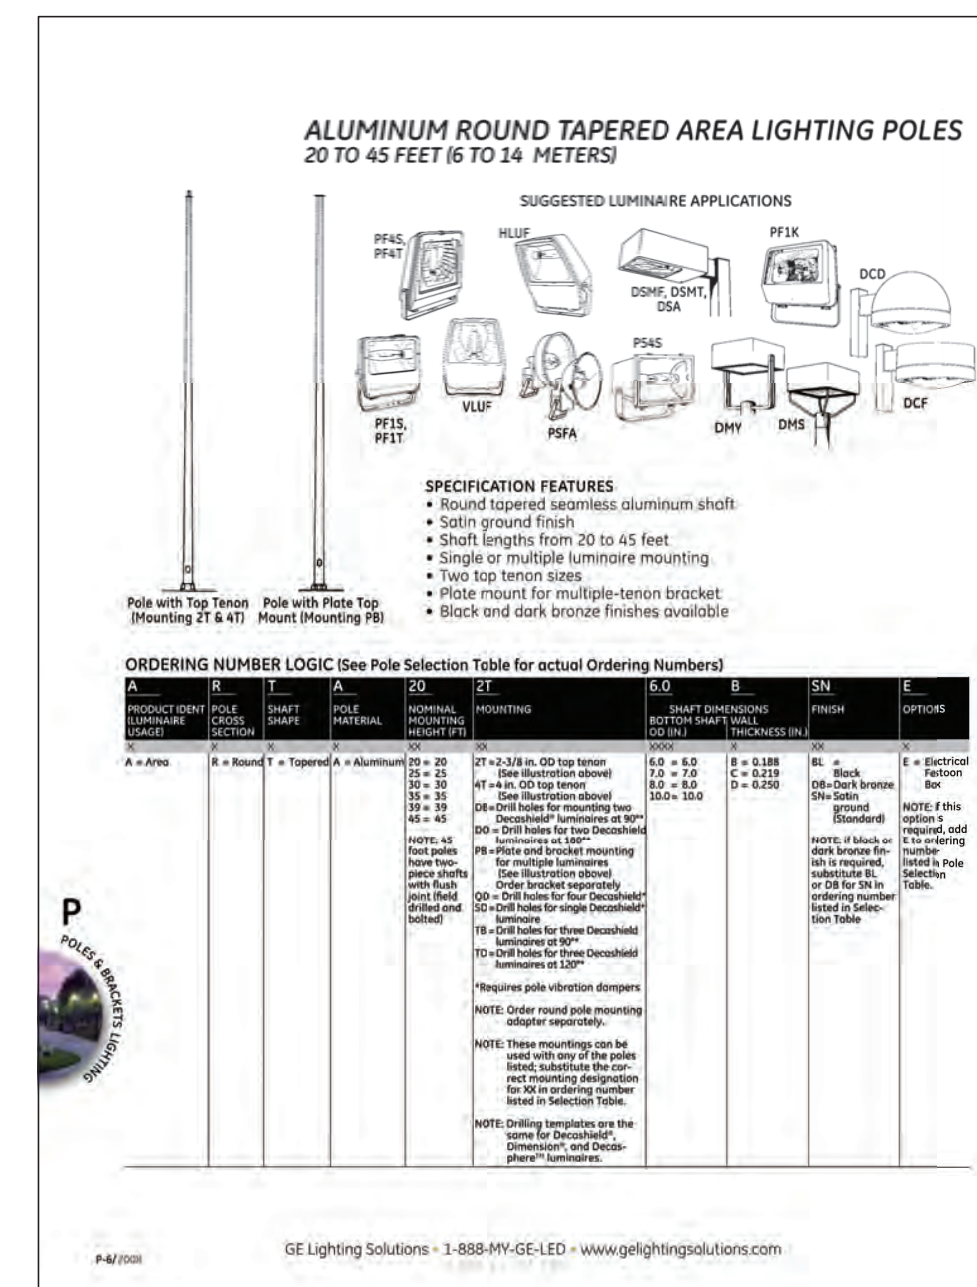 ALUMINUM ROUND TAPERED AREA LIGHTING POLES
20 TO 45 FEET (6 TO 14 METERS)
SUGGESTED LUMINAIRE APPLICATIONS
PF4S,
PF4T
HLUF
DSMF, DSMT,
DSA
PF1K
DCD
PF1S,
PF1T
VLUF
PSFA
P54S
DMY
DMS
DCF
SPECIFICATION FEATURES
• Round tapered seamless aluminum shaft
• Satin ground finish
• Shaft lengths from 20 to 45 feet
• Single or multiple luminaire mounting
• Two top tenon sizes
• Plate mount for multiple-tenon bracket
• Black and dark bronze finishes available
Pole with Top Tenon
(Mounting 2T & 4T)
Pole with Plate Top
Mount (Mounting PB)
ORDERING NUMBER LOGIC (See Pole Selection Table for actual Ordering Numbers)
A
PRODUCT IDENT
(LUMINAIRE
USAGE)
X
A = Area
R
POLE
CROSS
SECTION
X
R = Round
T
SHAFT
SHAPE
X
T = Tapered
A
POLE
MATERIAL
X
A = Aluminum
20
NOMINAL
MOUNTING
HEIGHT (FT)
XX
20 = 20
25 = 25
30 = 30
35 = 35
39 = 39
45 = 45
NOTE: 45
foot poles
have two-
piece shafts
with flush
joint (field
drilled and
bolted)
2T
MOUNTING
XX
2T=2-3/8 in. OD top tenon
(See illustration above)
4T=4 in. OD top tenon
(See illustration above)
DB=Drill holes for mounting two
Decashield® luminaires at 90°*
DO = Drill holes for two Decashield
luminaires at 180°*
PB=Plate and bracket mounting
for multiple luminaires
(See illustration above)
Order bracket separately
QD = Drill holes for four Decashield*
SD=Drill holes for single Decashield*
luminaire
TB=Drill holes for three Decashield
luminaires at 90°*
TD=Drill holes for three Decashield
luminaires at 120°*
*Requires pole vibration dampers
NOTE: Order round pole mounting
adapter separately.
NOTE: These mountings can be
used with any of the poles
listed; substitute the cor-
rect mounting designation
for XX in ordering number
listed in Selection Table.
NOTE: Drilling templates are the
same for Decashield®,
Dimension®, and Decas-
phere™ luminaires.
6.0 B
SHAFT DIMENSIONS
BOTTOM SHAFT WALL
OD (IN.) THICKNESS (IN.)
XXXX X
6.0 = 6.0 B = 0.188
7.0 = 7.0 C = 0.219
8.0 = 8.0 D = 0.250
10.0= 10.0
SN
FINISH
XX
BL =
Black
DB=Dark bronze
SN=Satin
ground
(Standard)
NOTE: if black or
dark bronze fin-
ish is required,
substitute BL
or DB for SN in
ordering number
listed in Selec-
tion Table
E
OPTIONS
X
E = Electrical
Festoon
Box
NOTE: if this
option is
required, add
E to ordering
number
listed in Pole
Selection
Table.
P
POLES & BRACKETS LIGHTING
P-6/
GE Lighting Solutions • 1-888-MY-GE-LED • www.gelightingsolutions.com